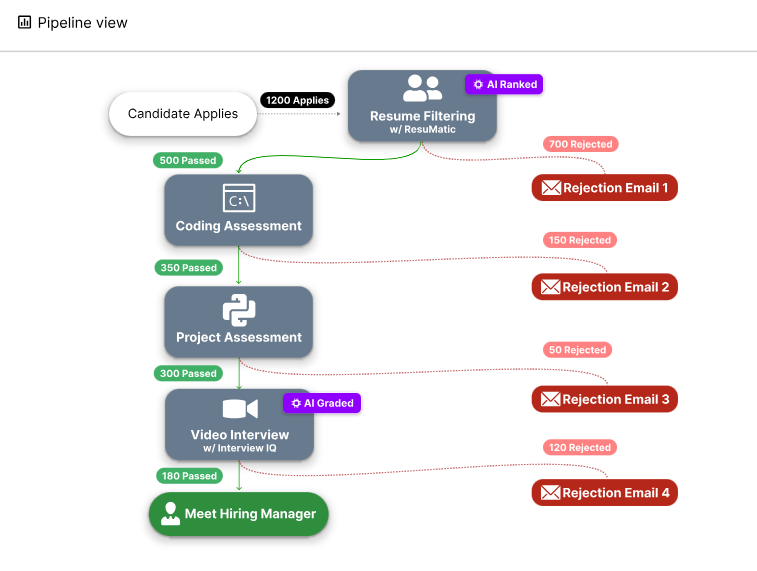 Pipeline view
Candidate Applies
1200 Applies
AI Ranked
Resume Filtering
w/ ResuMatic
700 Rejected
500 Passed
Rejection Email 1
C:\
Coding Assessment
150 Rejected
350 Passed
Rejection Email 2
Project Assessment
50 Rejected
300 Passed
Rejection Email 3
AI Graded
Video Interview
w/ Interview IQ
120 Rejected
180 Passed
Rejection Email 4
Meet Hiring Manager